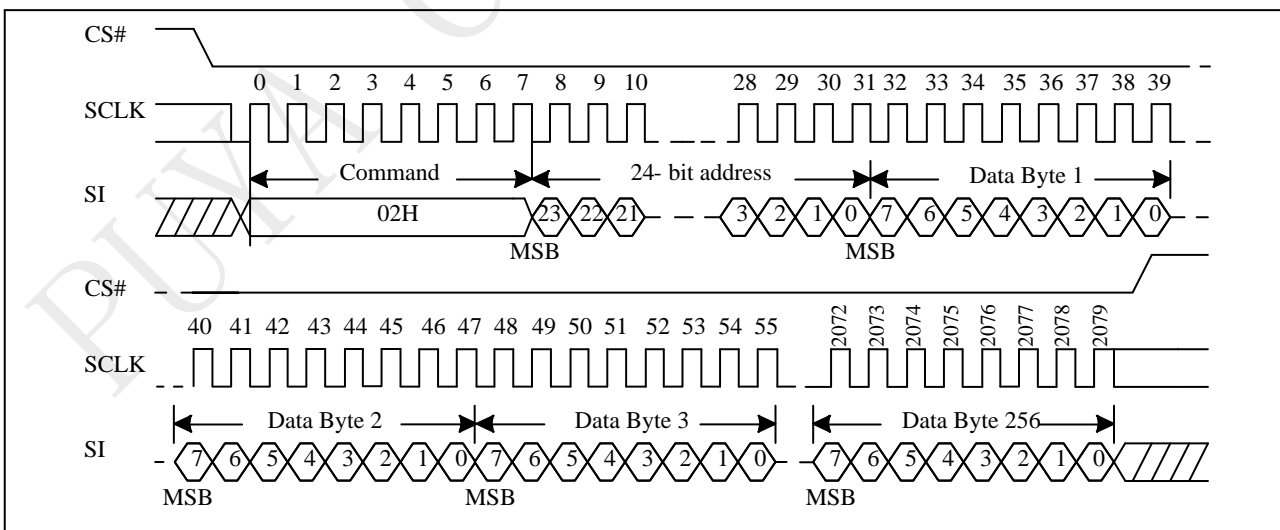 CS#
0 1 2 3 4 5 6 7 8 9 10 28 29 30 31 32 33 34 35 36 37 38 39
SCLK
Command 24- bit address Data Byte 1
SI
02H 23 22 21 3 2 1 0 7 6 5 4 3 2 1 0
MSB MSB
CS#
40 41 42 43 44 45 46 47 48 49 50 51 52 53 54 55 2072 2073 2074 2075 2076 2077 2078 2079
SCLK
Data Byte 2 Data Byte 3 Data Byte 256
SI
7 6 5 4 3 2 1 0 7 6 5 4 3 2 1 0 7 6 5 4 3 2 1 0
MSB MSB MSB
PUYA